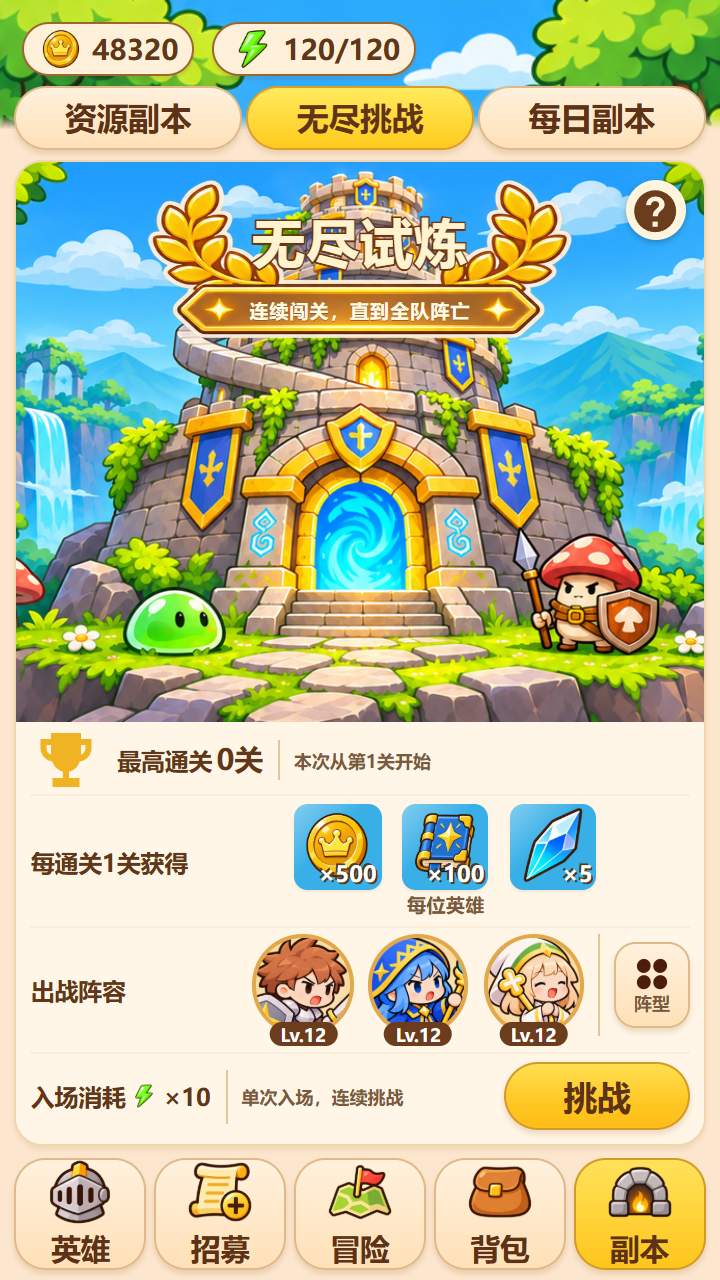 48320
120/120
资源副本
无尽挑战
每日副本
?
无尽试炼
连续闯关，直到全队阵亡
最高通关0关
本次从第1关开始
每通关1关获得
×500
×100
×5
每位英雄
出战阵容
Lv.12
Lv.12
Lv.12
阵型
入场消耗 ×10
单次入场，连续挑战
挑战
英雄
招募
冒险
背包
副本